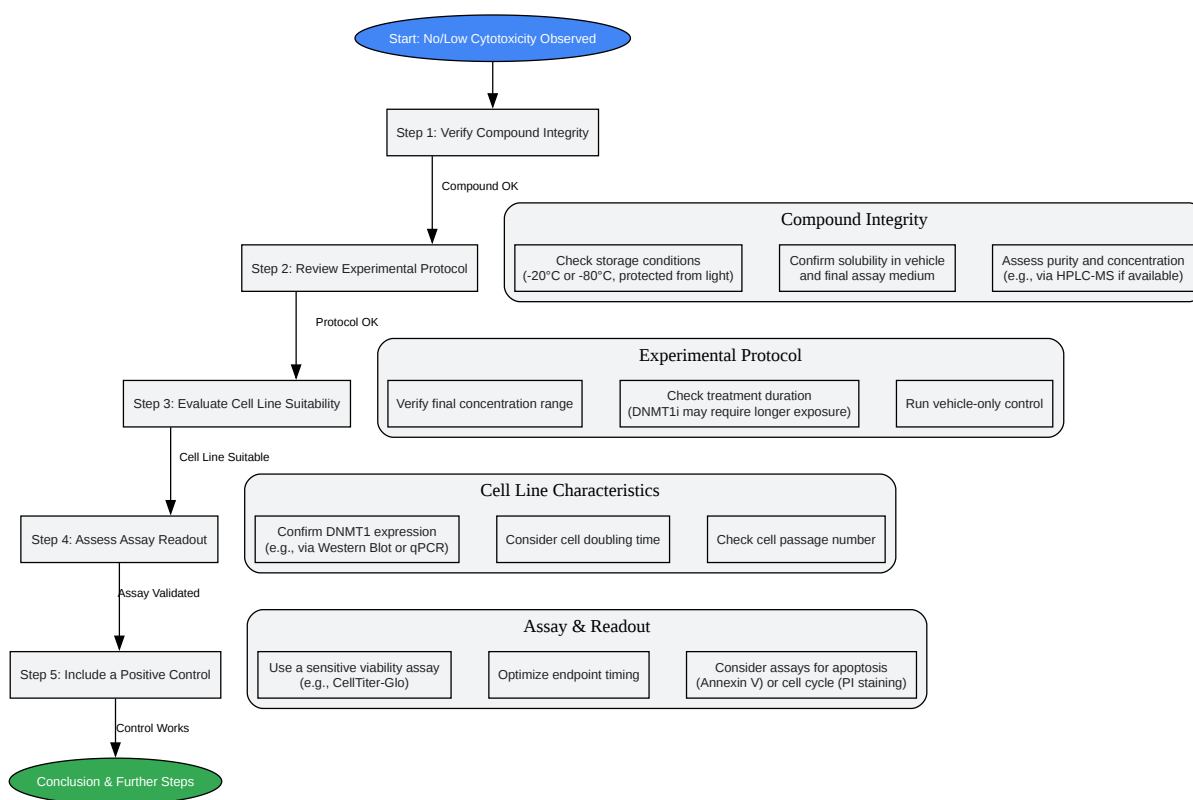 Start: No/Low Cytotoxicity Observed
Step 1: Verify Compound Integrity
Compound OK
Compound Integrity
Check storage conditions
(-20°C or -80°C, protected from light)
Confirm solubility in vehicle
and final assay medium
Assess purity and concentration
(e.g., via HPLC-MS if available)
Step 2: Review Experimental Protocol
Protocol OK
Experimental Protocol
Verify final concentration range
Check treatment duration
(DNMT1i may require longer exposure)
Run vehicle-only control
Step 3: Evaluate Cell Line Suitability
Cell Line Suitable
Cell Line Characteristics
Confirm DNMT1 expression
(e.g., via Western Blot or qPCR)
Consider cell doubling time
Check cell passage number
Step 4: Assess Assay Readout
Assay Validated
Assay & Readout
Use a sensitive viability assay
(e.g., CellTiter-Glo)
Optimize endpoint timing
Consider assays for apoptosis
(Annexin V) or cell cycle (PI staining)
Step 5: Include a Positive Control
Control Works
Conclusion & Further Steps